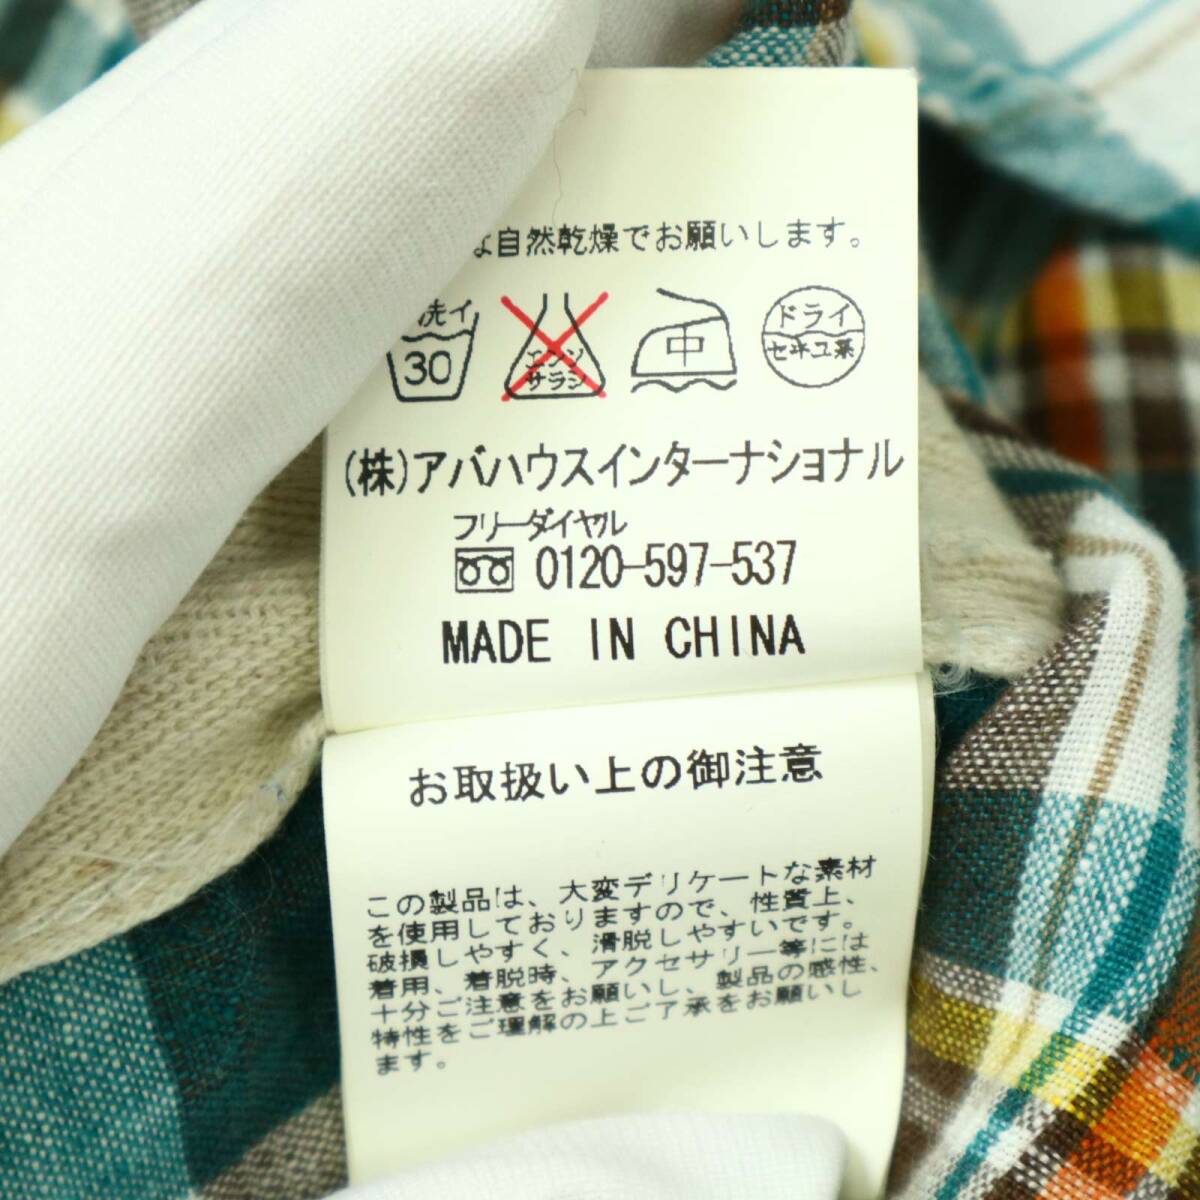 な自然乾燥でお願いします。
洗イ
30
エンソ
サラシ
中
ドライ
セキユ系
(株)アバハウスインターナショナル
フリーダイヤル
0120-597-537
MADE IN CHINA
お取扱い上の御注意
この製品は、大変デリケートな素材
を使用しておりますので、性質上、
破損しやすく、滑脱しやすいです。
着用、着脱時、アクセサリー等には
十分ご注意をお願いし、製品の感性、
特性をご理解の上ご了承をお願いし
ます。